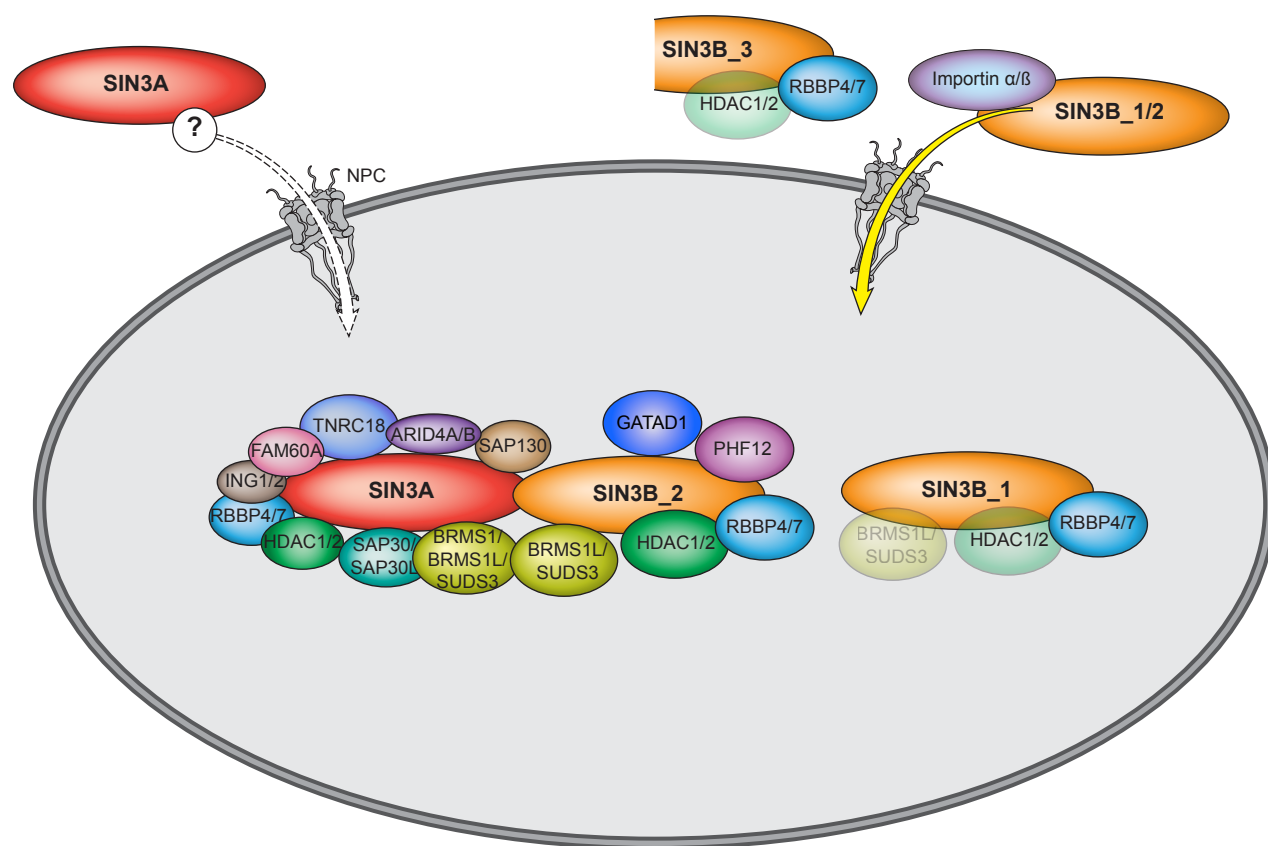 SIN3A
?
NPC
SIN3B_3
HDAC1/2
RBBP4/7
Importin α/ß
SIN3B_1/2
TNRC18
ARID4A/B
SAP130
FAM60A
ING1/2
RBBP4/7
HDAC1/2
SIN3A
SAP30/
SAP30L
BRMS1/
BRMS1L/
SUDS3
BRMS1L/
SUDS3
GATAD1
PHF12
SIN3B_2
HDAC1/2
RBBP4/7
SIN3B_1
BRMS1L/
SUDS3
HDAC1/2
RBBP4/7